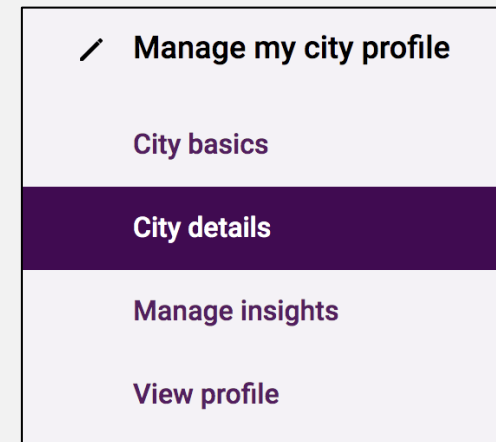 Manage my city profile
City basics
City details
Manage insights
View profile